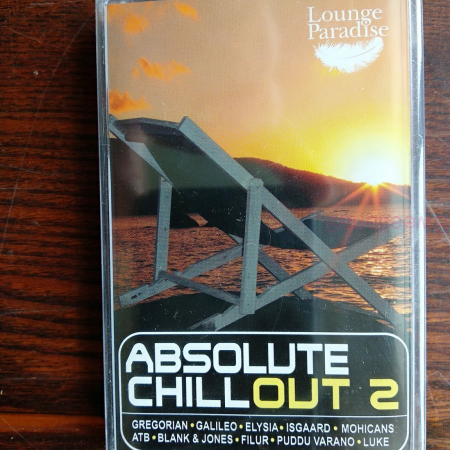 Lounge
Paradise
ABSOLUTE
CHILLOUT 2
GREGORIAN • GALILEO • ELYSIA • ISGAARD • MOHICANS
ATB • BLANK & JONES • FILUR • PUDDU VARANO • LUKE